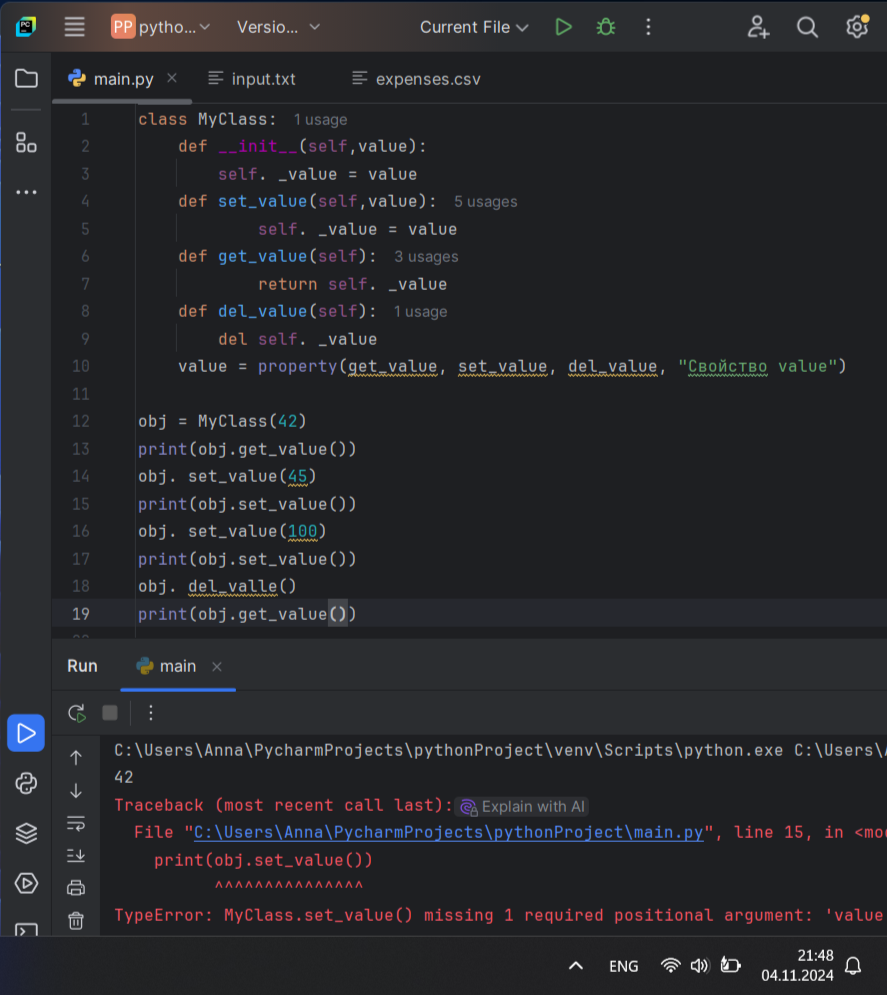 PC
PP pytho... Versio... Current File
main.py input.txt expenses.csv
1 class MyClass: 1 usage
2 def __init__(self,value):
3 self. _value = value
4 def set_value(self,value): 5 usages
5 self. _value = value
6 def get_value(self): 3 usages
7 return self. _value
8 def del_value(self): 1 usage
9 del self. _value
10 value = property(get_value, set_value, del_value, "Свойство value")
11
12 obj = MyClass(42)
13 print(obj.get_value())
14 obj. set_value(45)
15 print(obj.set_value())
16 obj. set_value(100)
17 print(obj.set_value())
18 obj. del_valle()
19 print(obj.get_value())
Run main
C:\Users\Anna\PycharmProjects\pythonProject\venv\Scripts\python.exe C:\Users\
42
Traceback (most recent call last): Explain with AI
File "C:\Users\Anna\PycharmProjects\pythonProject\main.py", line 15, in <mo
print(obj.set_value())
^^^^^^^^^^^^^^^
TypeError: MyClass.set_value() missing 1 required positional argument: 'value
ENG 21:48
04.11.2024